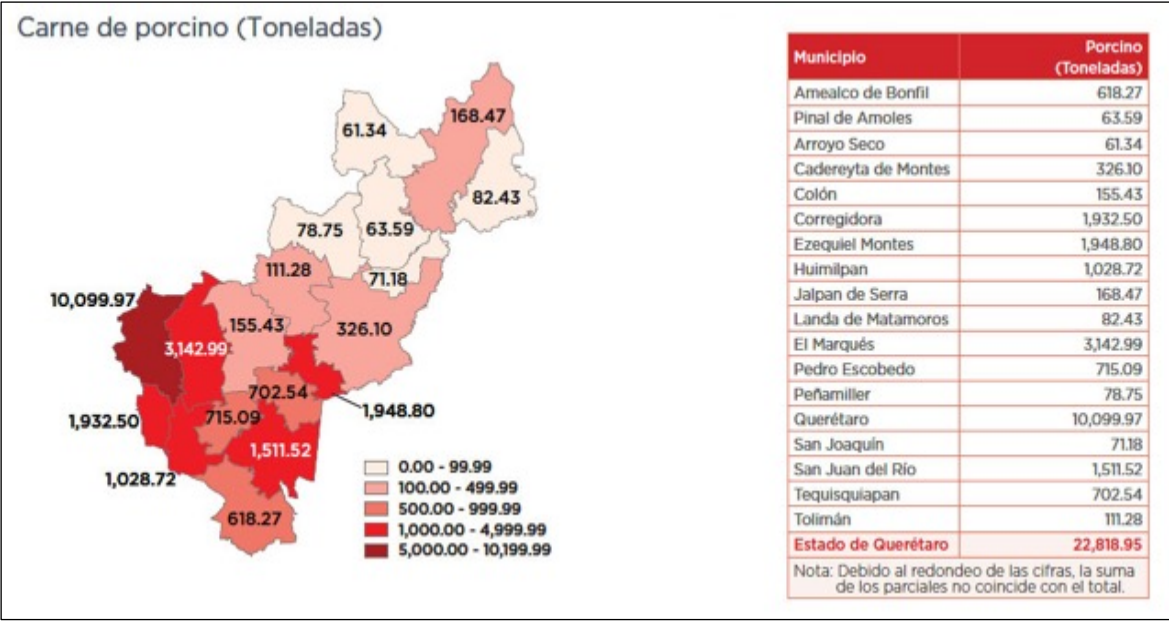 Carne de porcino (Toneladas)
168.47
61.34
82.43
78.75
63.59
111.28
71.18
10,099.97
155.43
326.10
3,142.99
702.54
1,948.80
1,932.50
715.09
1,511.52
1,028.72
618.27
0.00 - 99.99
100.00 - 499.99
500.00 - 999.99
1,000.00 - 4,999.99
5,000.00 - 10,199.99
Municipio Porcino (Toneladas)
Amealco de Bonfil 618.27
Pinal de Amoles 63.59
Arroyo Seco 61.34
Cadereyta de Montes 326.10
Colón 155.43
Corregidora 1,932.50
Ezequiel Montes 1,948.80
Huimilpan 1,028.72
Jalpan de Serra 168.47
Landa de Matamoros 82.43
El Marqués 3,142.99
Pedro Escobedo 715.09
Peñamiller 78.75
Querétaro 10,099.97
San Joaquín 71.18
San Juan del Río 1,511.52
Tequisquiapan 702.54
Tolimán 111.28
Estado de Querétaro 22,818.95
Nota: Debido al redondeo de las cifras, la suma
de los parciales no coincide con el total.